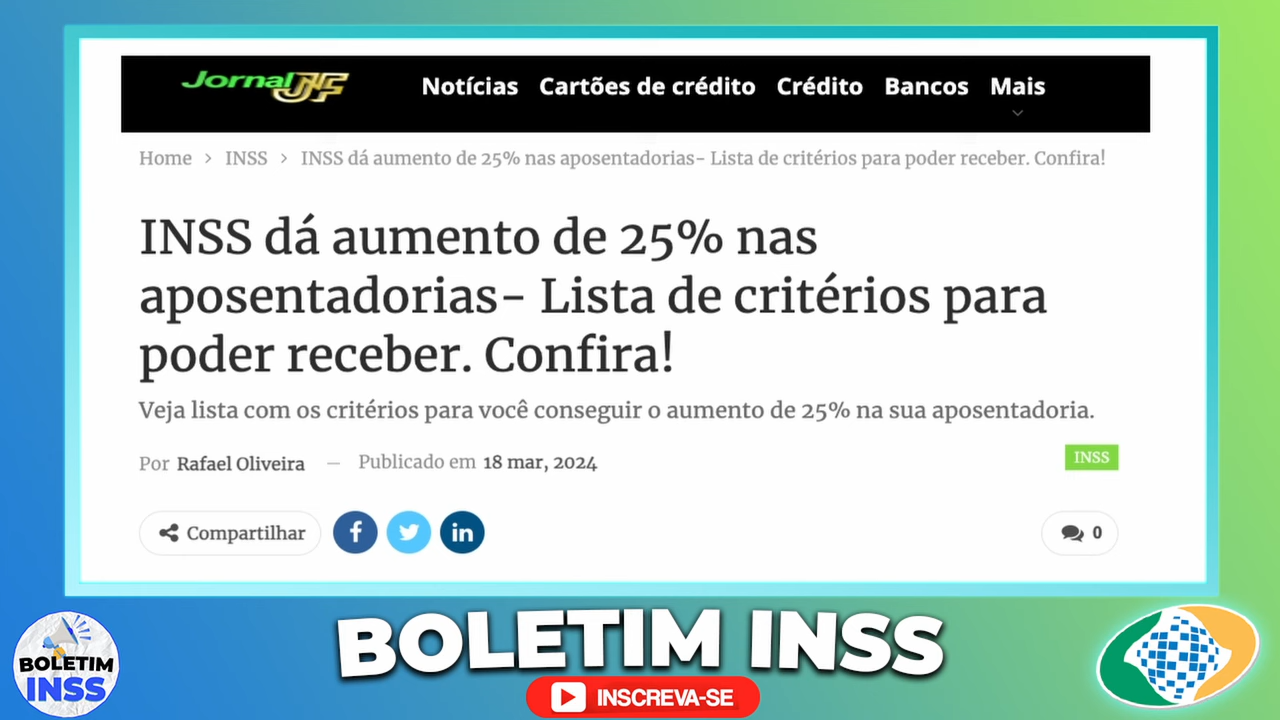 Jornal JF
Notícias Cartões de crédito Crédito Bancos Mais
Home > INSS > INSS dá aumento de 25% nas aposentadorias- Lista de critérios para poder receber. Confira!
INSS dá aumento de 25% nas
aposentadorias- Lista de critérios para
poder receber. Confira!
Veja lista com os critérios para você conseguir o aumento de 25% na sua aposentadoria.
Por Rafael Oliveira — Publicado em 18 mar, 2024
INSS
Compartilhar
0
BOLETIM INSS
INSCREVA-SE
BOLETIM
INSS